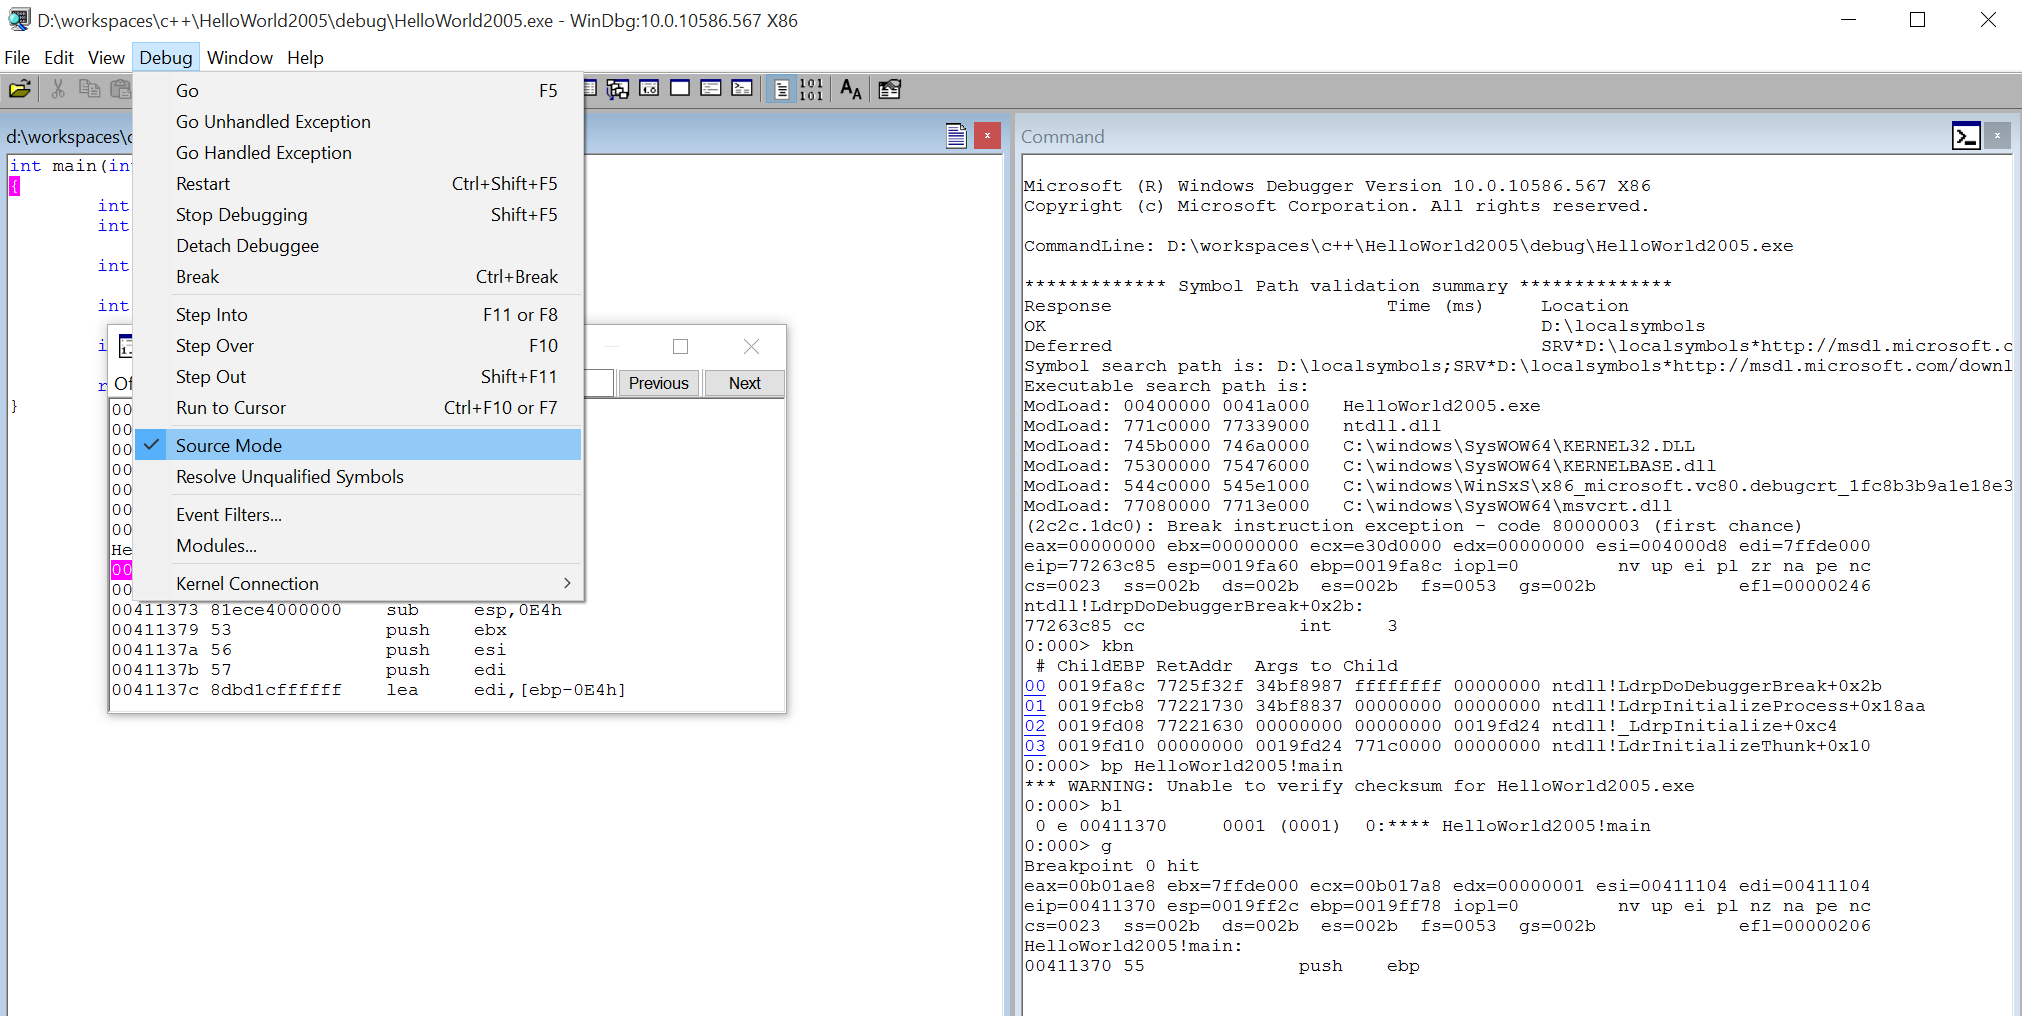 D:\workspaces\c++\HelloWorld2005\debug\HelloWorld2005.exe - WinDbg:10.0.10586.567 X86
File Edit View Debug Window Help
Go F5
Go Unhandled Exception
Go Handled Exception
Restart Ctrl+Shift+F5
Stop Debugging Shift+F5
Detach Debuggee
Break Ctrl+Break
Step Into F11 or F8
Step Over F10
Step Out Shift+F11
Run to Cursor Ctrl+F10 or F7
Source Mode
Resolve Unqualified Symbols
Event Filters...
Modules...
Kernel Connection
d:\workspaces\c
int main(in
{
int
int
int
int
i
r
}
Of
Previous Next
00
00
00
00
00
00
00
He
00
00
00411373 81ece4000000 sub esp,0E4h
00411379 53 push ebx
0041137a 56 push esi
0041137b 57 push edi
0041137c 8dbd1cffffff lea edi,[ebp-0E4h]
Command
Microsoft (R) Windows Debugger Version 10.0.10586.567 X86
Copyright (c) Microsoft Corporation. All rights reserved.
CommandLine: D:\workspaces\c++\HelloWorld2005\debug\HelloWorld2005.exe
************* Symbol Path validation summary **************
Response Time (ms) Location
OK D:\localsymbols
Deferred SRV*D:\localsymbols*http://msdl.microsoft.c
Symbol search path is: D:\localsymbols;SRV*D:\localsymbols*http://msdl.microsoft.com/downl
Executable search path is:
ModLoad: 00400000 0041a000 HelloWorld2005.exe
ModLoad: 771c0000 77339000 ntdll.dll
ModLoad: 745b0000 746a0000 C:\windows\SysWOW64\KERNEL32.DLL
ModLoad: 75300000 75476000 C:\windows\SysWOW64\KERNELBASE.dll
ModLoad: 544c0000 545e1000 C:\windows\WinSxS\x86_microsoft.vc80.debugcrt_1fc8b3b9a1e18e3
ModLoad: 77080000 7713e000 C:\windows\SysWOW64\msvcrt.dll
(2c2c.1dc0): Break instruction exception - code 80000003 (first chance)
eax=00000000 ebx=00000000 ecx=e30d0000 edx=00000000 esi=004000d8 edi=7ffde000
eip=77263c85 esp=0019fa60 ebp=0019fa8c iopl=0 nv up ei pl zr na pe nc
cs=0023 ss=002b ds=002b es=002b fs=0053 gs=002b efl=00000246
ntdll!LdrpDoDebuggerBreak+0x2b:
77263c85 cc int 3
0:000> kbn
# ChildEBP RetAddr Args to Child
00 0019fa8c 7725f32f 34bf8987 ffffffff 00000000 ntdll!LdrpDoDebuggerBreak+0x2b
01 0019fcb8 77221730 34bf8837 00000000 00000000 ntdll!LdrpInitializeProcess+0x18aa
02 0019fd08 77221630 00000000 00000000 0019fd24 ntdll!_LdrpInitialize+0xc4
03 0019fd10 00000000 0019fd24 771c0000 00000000 ntdll!LdrInitializeThunk+0x10
0:000> bp HelloWorld2005!main
*** WARNING: Unable to verify checksum for HelloWorld2005.exe
0:000> bl
0 e 00411370 0001 (0001) 0:**** HelloWorld2005!main
0:000> g
Breakpoint 0 hit
eax=00b01ae8 ebx=7ffde000 ecx=00b017a8 edx=00000001 esi=00411104 edi=00411104
eip=00411370 esp=0019ff2c ebp=0019ff78 iopl=0 nv up ei pl nz na pe nc
cs=0023 ss=002b ds=002b es=002b fs=0053 gs=002b efl=00000206
HelloWorld2005!main:
00411370 55 push ebp